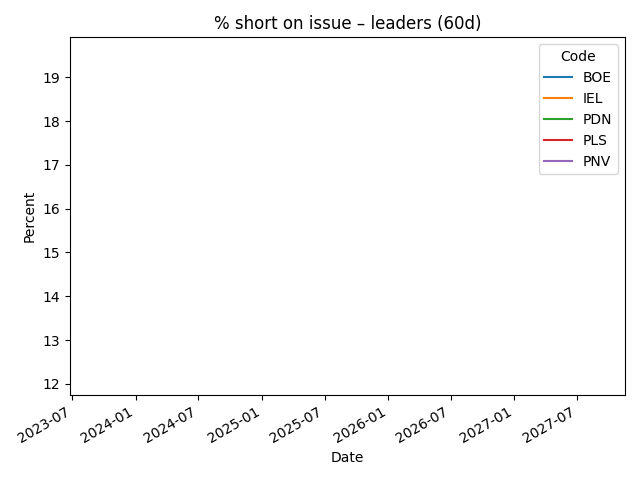 % short on issue – leaders (60d)
Code
BOE
IEL
PDN
PLS
PNV
Percent
19
18
17
16
15
14
13
12
2023-07
2024-01
2024-07
2025-01
2025-07
2026-01
2026-07
2027-01
2027-07
Date